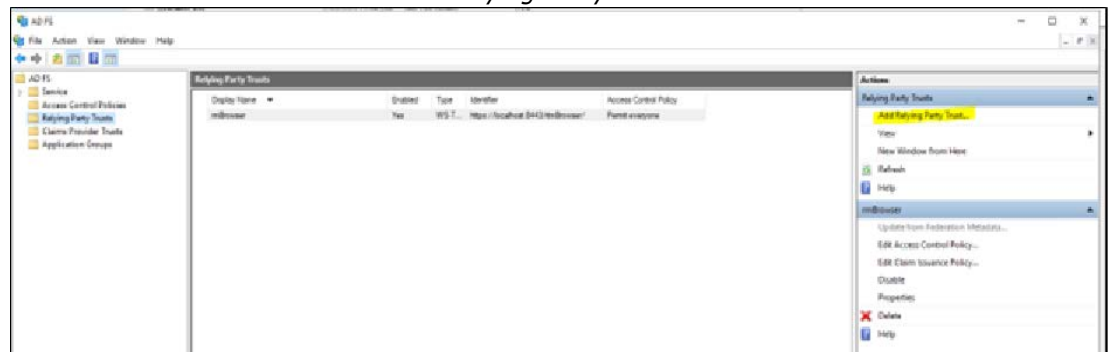 AD FS
File Action View Window Help
AD FS
Service
Access Control Policies
Relying Party Trusts
Claims Provider Trusts
Application Groups
Relying Party Trusts
Display Name Enabled Type Identifier Access Control Policy
Yes WS-T... Permit everyone
Actions
Relying Party Trusts
Add Relying Party Trust...
View
New Window from Here
Refresh
Help
Update from Federation Metadata...
Edit Access Control Policy...
Edit Claim Issuance Policy...
Disable
Properties
Delete
Help